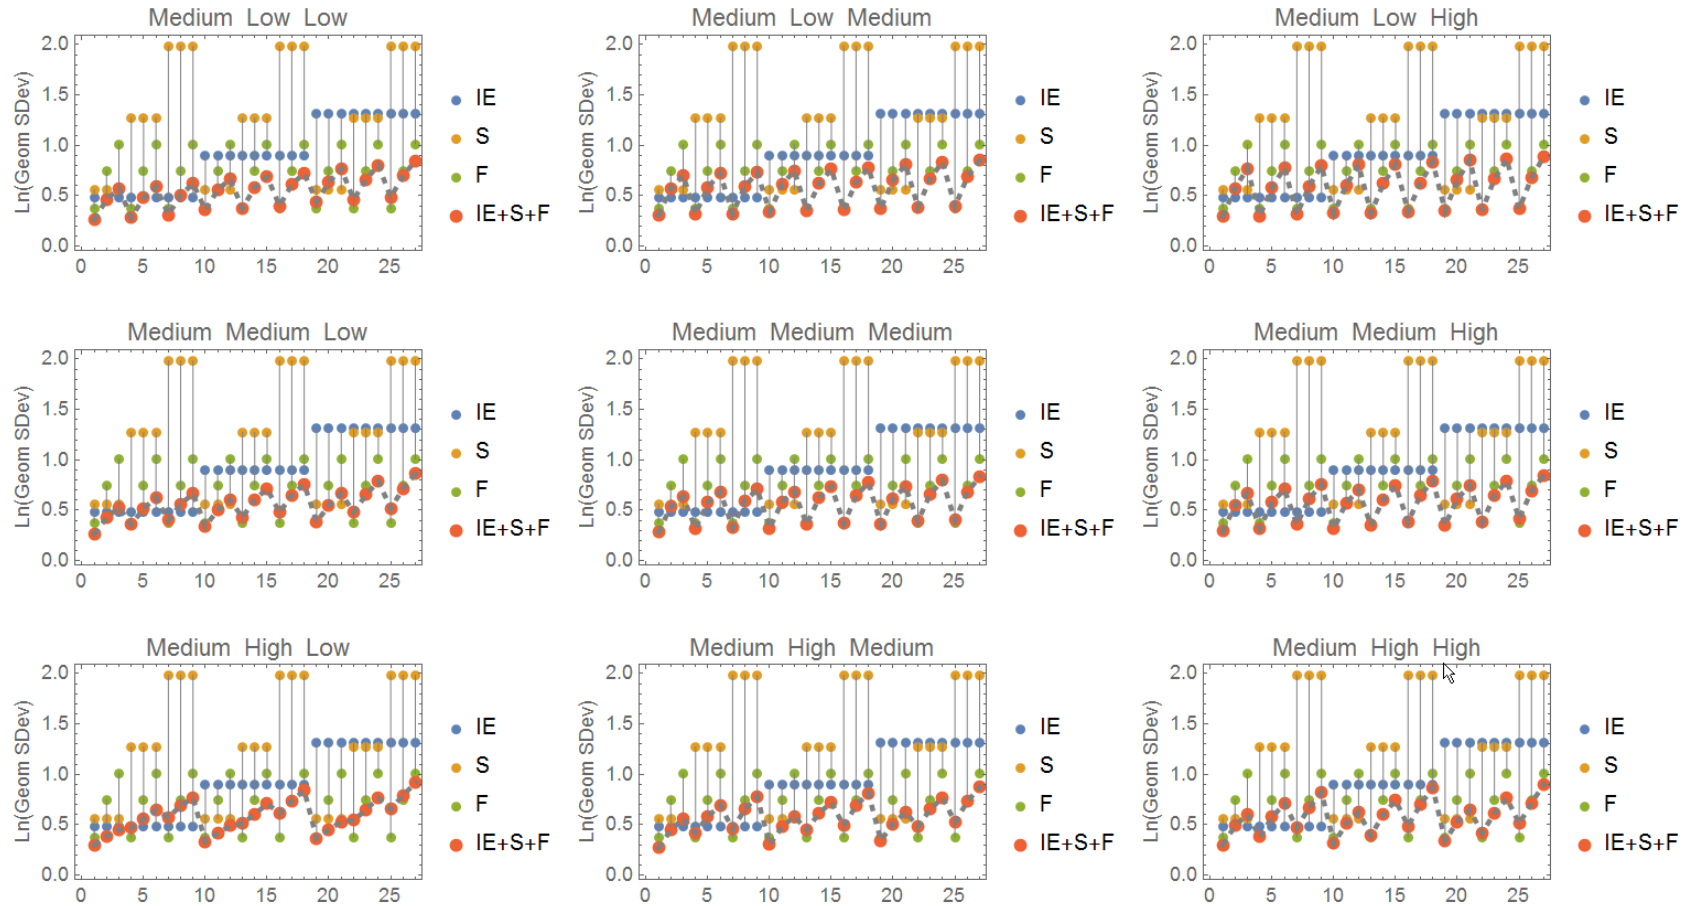 Medium Low Low
Ln(Geom SDev)
2.0
1.5
1.0
0.5
0.0
0 5 10 15 20 25
IE
S
F
IE+S+F
Medium Low Medium
Ln(Geom SDev)
2.0
1.5
1.0
0.5
0.0
0 5 10 15 20 25
IE
S
F
IE+S+F
Medium Low High
Ln(Geom SDev)
2.0
1.5
1.0
0.5
0.0
0 5 10 15 20 25
IE
S
F
IE+S+F
Medium Medium Low
Ln(Geom SDev)
2.0
1.5
1.0
0.5
0.0
0 5 10 15 20 25
IE
S
F
IE+S+F
Medium Medium Medium
Ln(Geom SDev)
2.0
1.5
1.0
0.5
0.0
0 5 10 15 20 25
IE
S
F
IE+S+F
Medium Medium High
Ln(Geom SDev)
2.0
1.5
1.0
0.5
0.0
0 5 10 15 20 25
IE
S
F
IE+S+F
Medium High Low
Ln(Geom SDev)
2.0
1.5
1.0
0.5
0.0
0 5 10 15 20 25
IE
S
F
IE+S+F
Medium High Medium
Ln(Geom SDev)
2.0
1.5
1.0
0.5
0.0
0 5 10 15 20 25
IE
S
F
IE+S+F
Medium High High
Ln(Geom SDev)
2.0
1.5
1.0
0.5
0.0
0 5 10 15 20 25
IE
S
F
IE+S+F